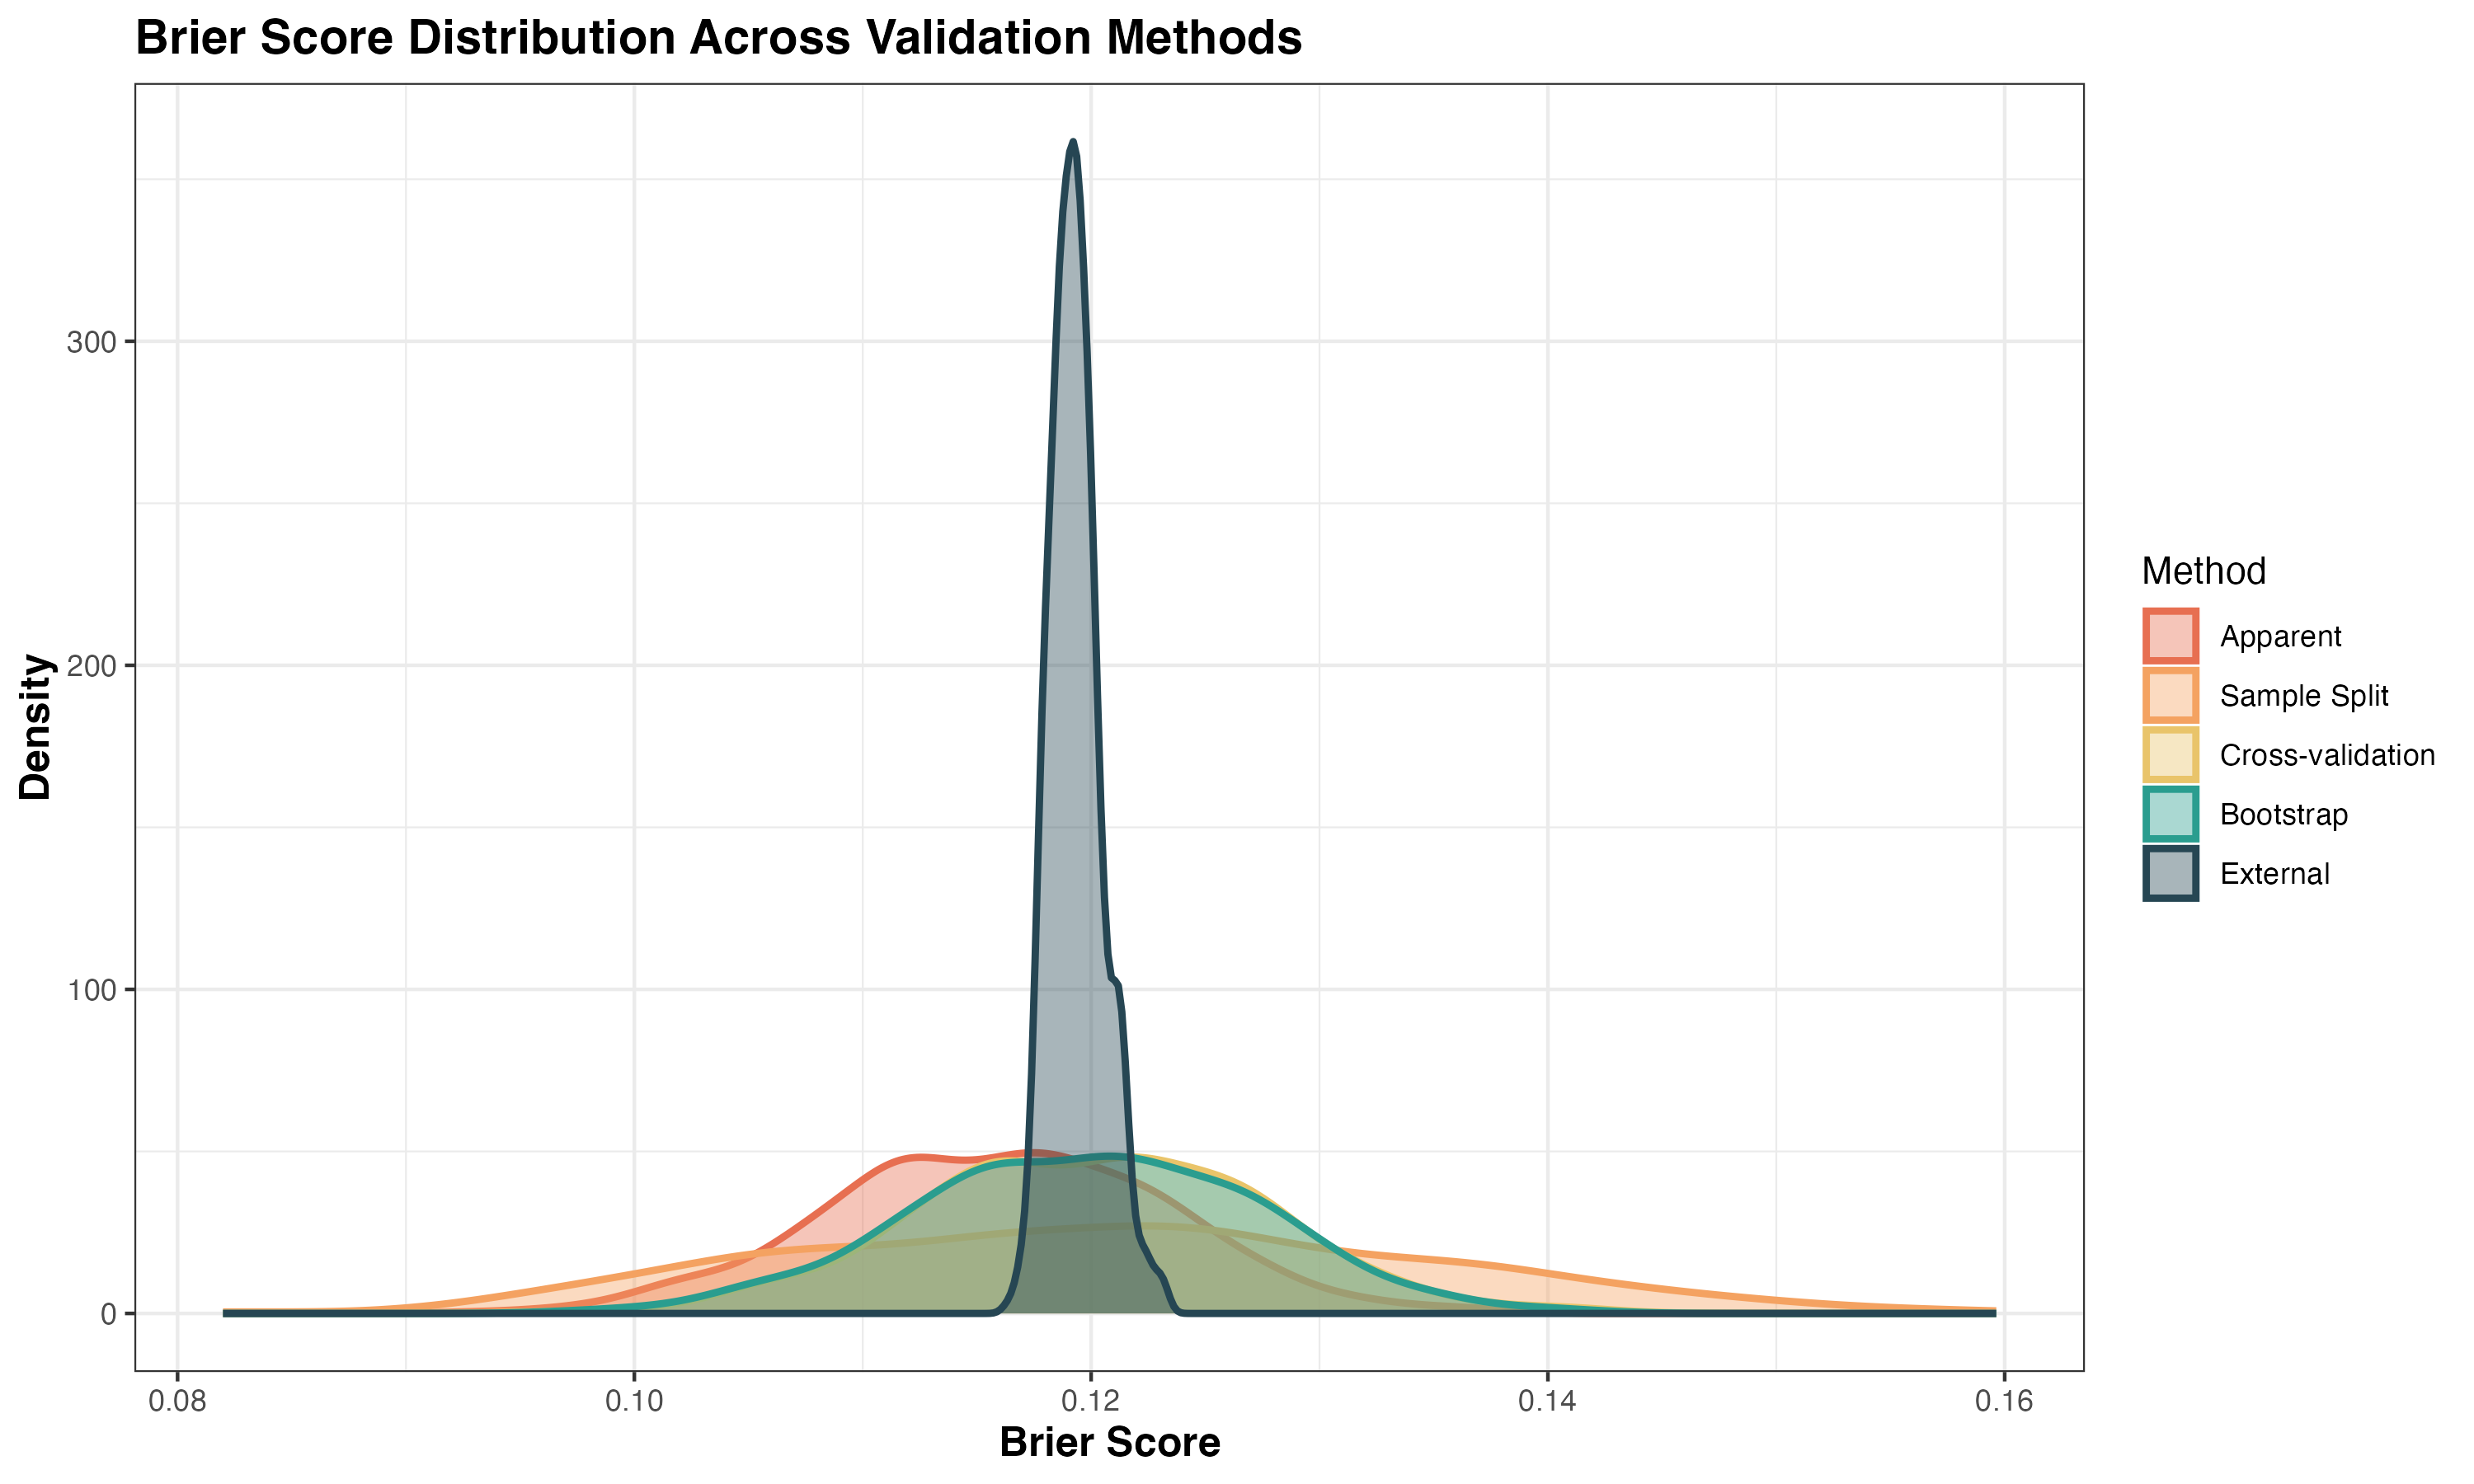 Brier Score Distribution Across Validation Methods
Density
300
200
100
0
0.08
0.10
0.12
0.14
0.16
Brier Score
Method
Apparent
Sample Split
Cross-validation
Bootstrap
External